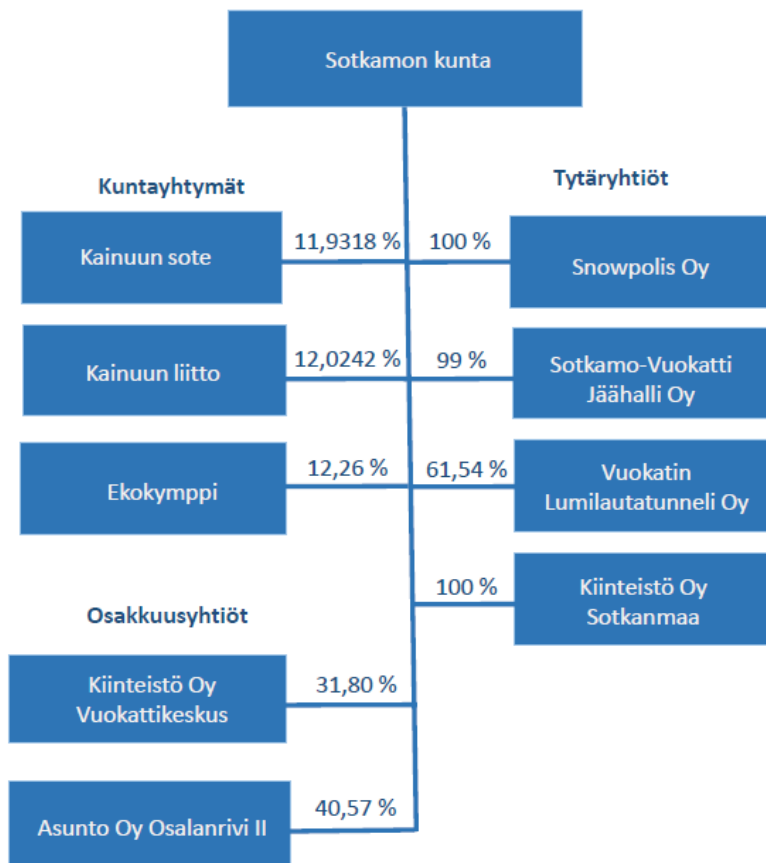 Sotkamon kunta
Kuntayhtymät
Tytäryhtiöt
Kainuun sote
11,9318 %
100 %
Snowpolis Oy
Kainuun liitto
12,0242 %
99 %
Sotkamo-Vuokatti
Jäähalli Oy
Ekokymppi
12,26 %
61,54 %
Vuokatin
Lumilautatunneli Oy
100 %
Kiinteistö Oy
Sotkanmaa
Osakkuusyhtiöt
Kiinteistö Oy
Vuokattikeskus
31,80 %
Asunto Oy Osalanrivi II
40,57 %